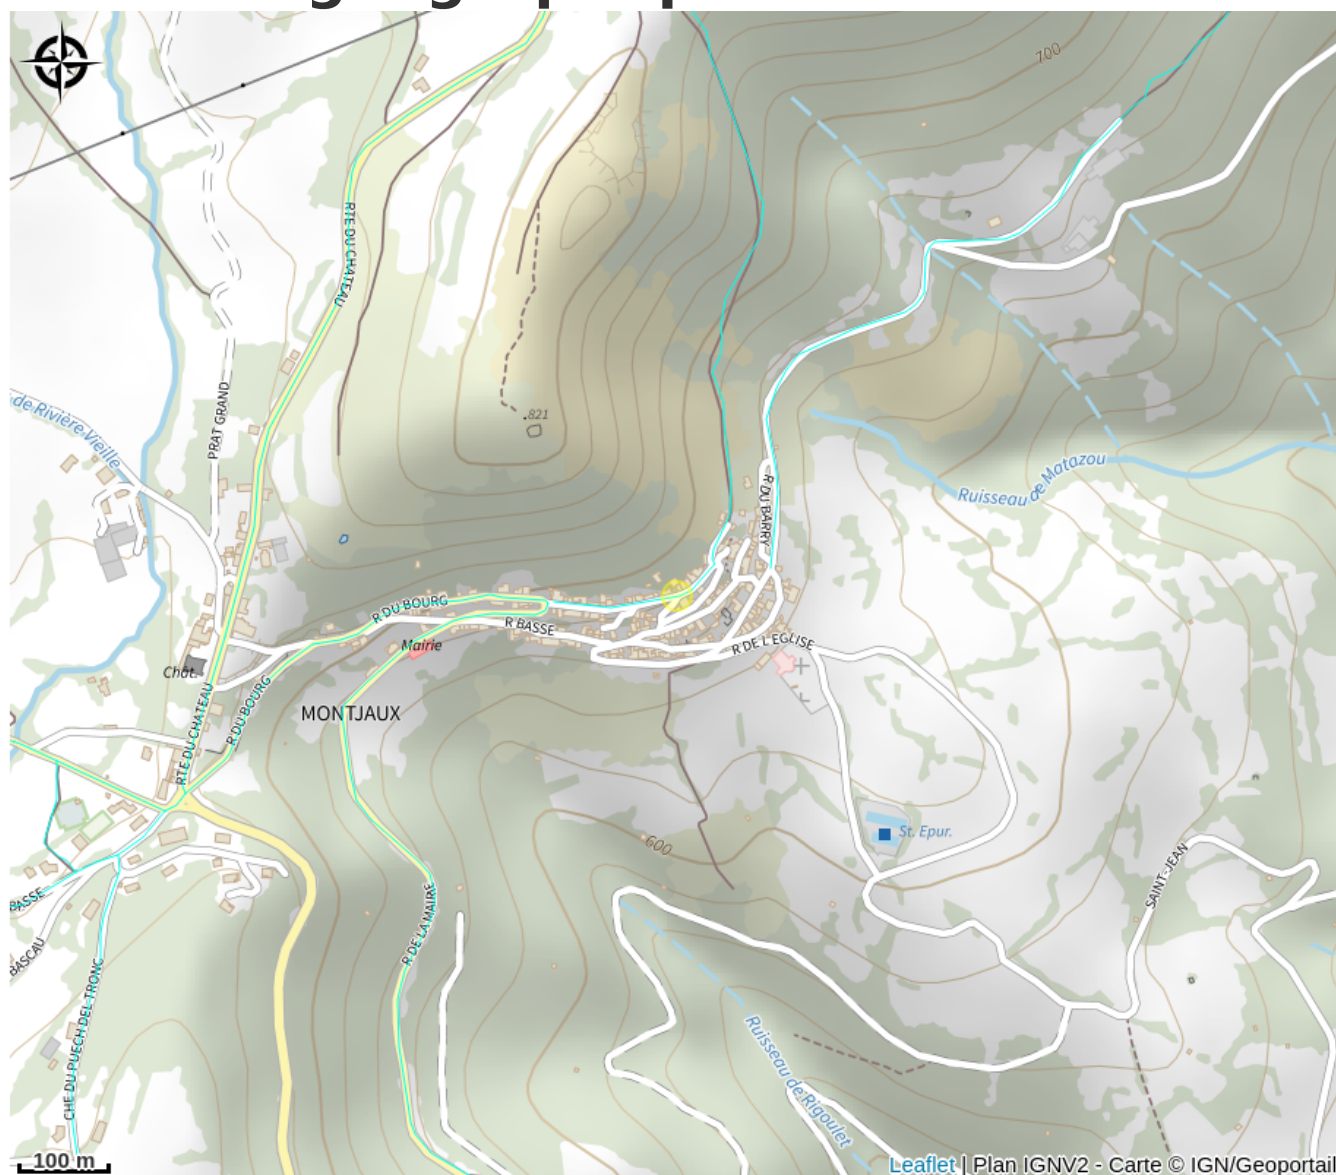 700
RTE DU CHATEAU
de Rivière Vieille
PRAT GRAND
821
Ruisseau de Matazou
R DU BARRY
R DU BOURG
R BASSE
Mairie
R DE L EGLISE
Chât.
MONTJAUX
R DU BOURG
RTE DU CHATEAU
St. Epur.
600
SAINT-JEAN
BASSE
R DE LA MAIRIE
BASCAU
CHE DU PUECH DEL TRONC
Ruisseau de Rigoulet
100 m
Leaflet | Plan IGNV2 - Carte © IGN/Geoportail